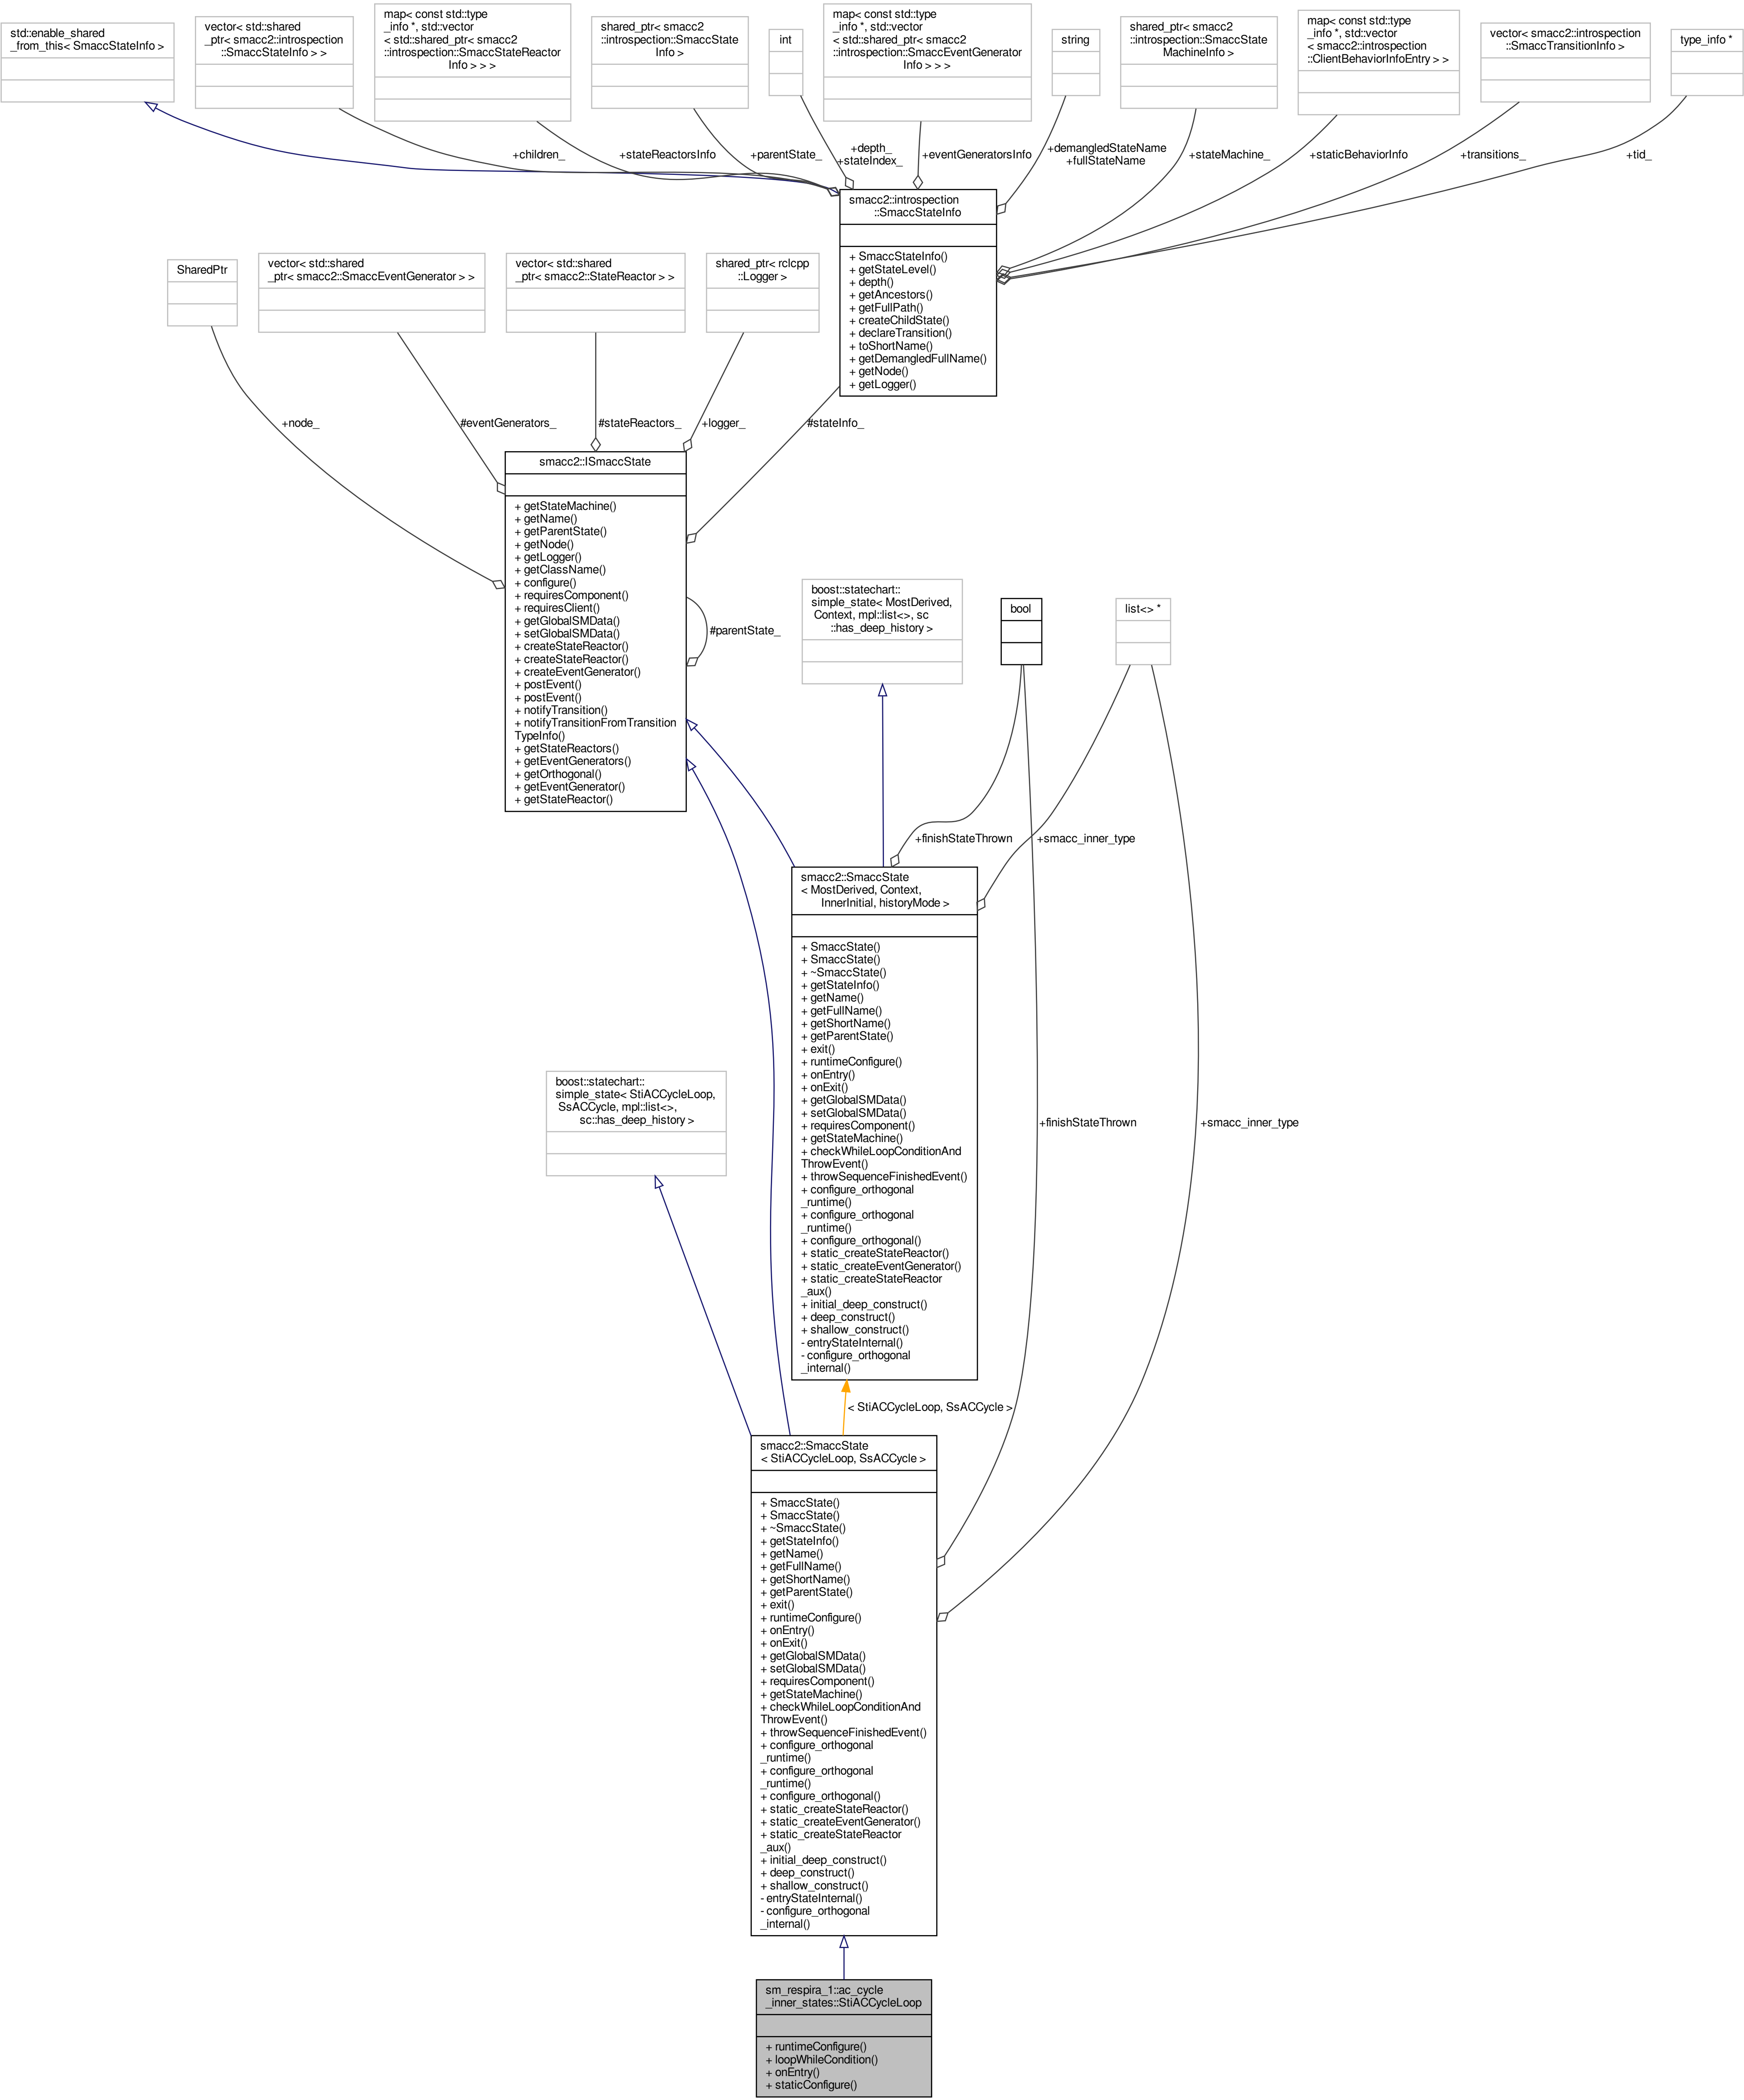 std::enable_shared
_from_this< SmaccStateInfo >
vector< std::shared
_ptr< smacc2::introspection
::SmaccStateInfo > >
map< const std::type
_info *, std::vector
< std::shared_ptr< smacc2
::introspection::SmaccStateReactor
Info > > >
shared_ptr< smacc2
::introspection::SmaccState
Info >
int
map< const std::type
_info *, std::vector
< std::shared_ptr< smacc2
::introspection::SmaccEventGenerator
Info > > >
string
shared_ptr< smacc2
::introspection::SmaccState
MachineInfo >
map< const std::type
_info *, std::vector
< smacc2::introspection
::ClientBehaviorInfoEntry > >
vector< smacc2::introspection
::SmaccTransitionInfo >
type_info *
+children_
+stateReactorsInfo
+parentState_
+depth_
+stateIndex_
+eventGeneratorsInfo
+demangledStateName
+fullStateName
+stateMachine_
+staticBehaviorInfo
+transitions_
+tid_
smacc2::introspection
::SmaccStateInfo
+ SmaccStateInfo()
+ getStateLevel()
+ depth()
+ getAncestors()
+ getFullPath()
+ createChildState()
+ declareTransition()
+ toShortName()
+ getDemangledFullName()
+ getNode()
+ getLogger()
SharedPtr
vector< std::shared
_ptr< smacc2::SmaccEventGenerator > >
vector< std::shared
_ptr< smacc2::StateReactor > >
shared_ptr< rclcpp
::Logger >
+node_
#eventGenerators_
#stateReactors_
+logger_
#stateInfo_
smacc2::ISmaccState
+ getStateMachine()
+ getName()
+ getParentState()
+ getNode()
+ getLogger()
+ getClassName()
+ configure()
+ requiresComponent()
+ requiresClient()
+ getGlobalSMData()
+ setGlobalSMData()
+ createStateReactor()
+ createStateReactor()
+ createEventGenerator()
+ postEvent()
+ postEvent()
+ notifyTransition()
+ notifyTransitionFromTransition
TypeInfo()
+ getStateReactors()
+ getEventGenerators()
+ getOrthogonal()
+ getEventGenerator()
+ getStateReactor()
#parentState_
boost::statechart::
simple_state< MostDerived,
Context, mpl::list<>, sc
::has_deep_history >
bool
list<> *
+finishStateThrown
+smacc_inner_type
smacc2::SmaccState
< MostDerived, Context,
InnerInitial, historyMode >
+ SmaccState()
+ SmaccState()
+ ~SmaccState()
+ getStateInfo()
+ getName()
+ getFullName()
+ getShortName()
+ getParentState()
+ exit()
+ runtimeConfigure()
+ onEntry()
+ onExit()
+ getGlobalSMData()
+ setGlobalSMData()
+ requiresComponent()
+ getStateMachine()
+ checkWhileLoopConditionAnd
ThrowEvent()
+ throwSequenceFinishedEvent()
+ configure_orthogonal
_runtime()
+ configure_orthogonal
_runtime()
+ configure_orthogonal()
+ static_createStateReactor()
+ static_createEventGenerator()
+ static_createStateReactor
_aux()
+ initial_deep_construct()
+ deep_construct()
+ shallow_construct()
- entryStateInternal()
- configure_orthogonal
_internal()
boost::statechart::
simple_state< StiACCycleLoop,
SsACCycle, mpl::list<>,
sc::has_deep_history >
+finishStateThrown
+smacc_inner_type
< StiACCycleLoop, SsACCycle >
smacc2::SmaccState
< StiACCycleLoop, SsACCycle >
+ SmaccState()
+ SmaccState()
+ ~SmaccState()
+ getStateInfo()
+ getName()
+ getFullName()
+ getShortName()
+ getParentState()
+ exit()
+ runtimeConfigure()
+ onEntry()
+ onExit()
+ getGlobalSMData()
+ setGlobalSMData()
+ requiresComponent()
+ getStateMachine()
+ checkWhileLoopConditionAnd
ThrowEvent()
+ throwSequenceFinishedEvent()
+ configure_orthogonal
_runtime()
+ configure_orthogonal
_runtime()
+ configure_orthogonal()
+ static_createStateReactor()
+ static_createEventGenerator()
+ static_createStateReactor
_aux()
+ initial_deep_construct()
+ deep_construct()
+ shallow_construct()
- entryStateInternal()
- configure_orthogonal
_internal()
sm_respira_1::ac_cycle
_inner_states::StiACCycleLoop
+ runtimeConfigure()
+ loopWhileCondition()
+ onEntry()
+ staticConfigure()